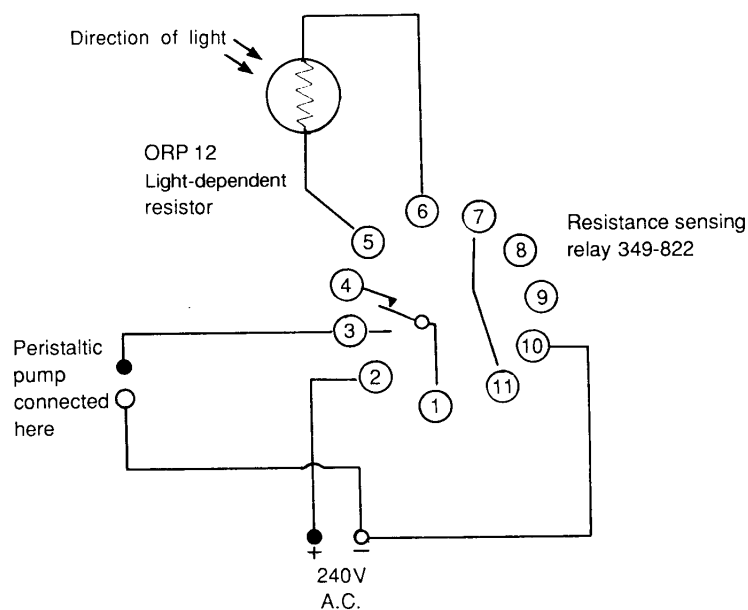 Direction of light
ORP 12
Light-dependent
resistor
6
7
5
8
Resistance sensing
relay 349-822
4
9
3
10
Peristaltic
pump
connected
here
2
1
11
+
–
240V
A.C.